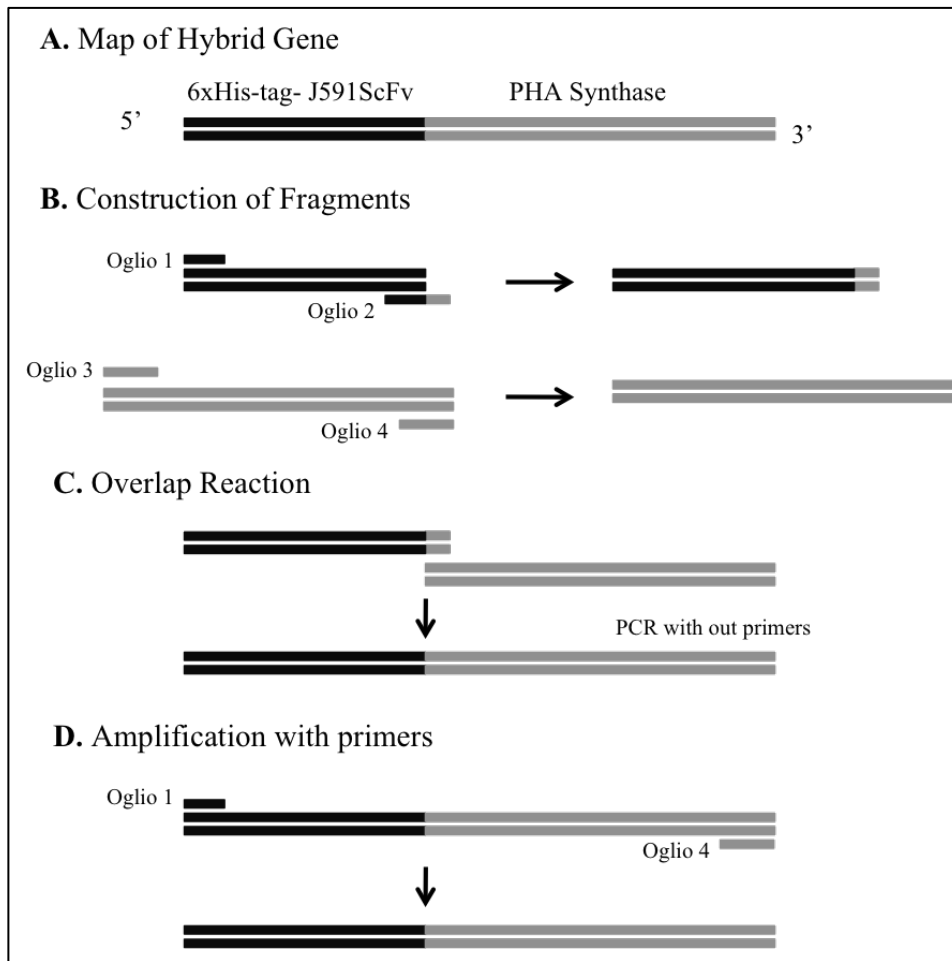 A. Map of Hybrid Gene
6xHis-tag- J591ScFv PHA Synthase
5’ 3’
B. Construction of Fragments
Oglio 1
Oglio 2
Oglio 3
Oglio 4
C. Overlap Reaction
PCR with out primers
D. Amplification with primers
Oglio 1
Oglio 4